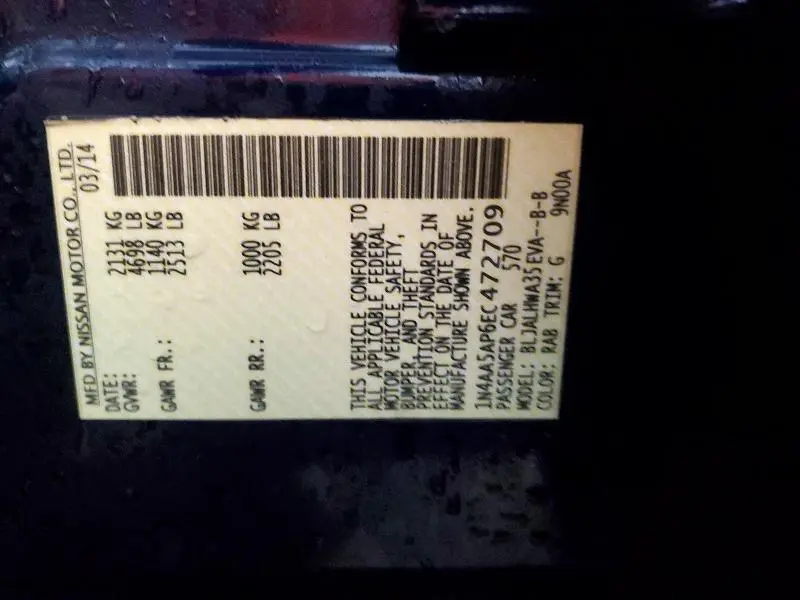 MFD BY NISSAN MOTOR CO., LTD.
DATE: 03/14
GVWR: 2131 KG
4698 LB
GAWR FR.: 1140 KG
2513 LB
GAWR RR.: 1000 KG
2205 LB
THIS VEHICLE CONFORMS TO
ALL APPLICABLE FEDERAL
MOTOR VEHICLE SAFETY,
BUMPER, AND THEFT
PREVENTION STANDARDS IN
EFFECT ON THE DATE OF
MANUFACTURE SHOWN ABOVE.
1N4AA5AP6EC472709
PASSENGER CAR 570
MODEL: BLJALHWA35EVA--B-B
COLOR: RAB TRIM: G 9N00A